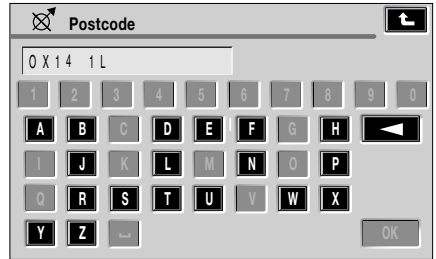 Postcode
OX14 1L
1 2 3 4 5 6 7 8 9 0
A B C D E F G H
I J K L M N O P
Q R S T U V W X
Y Z OK